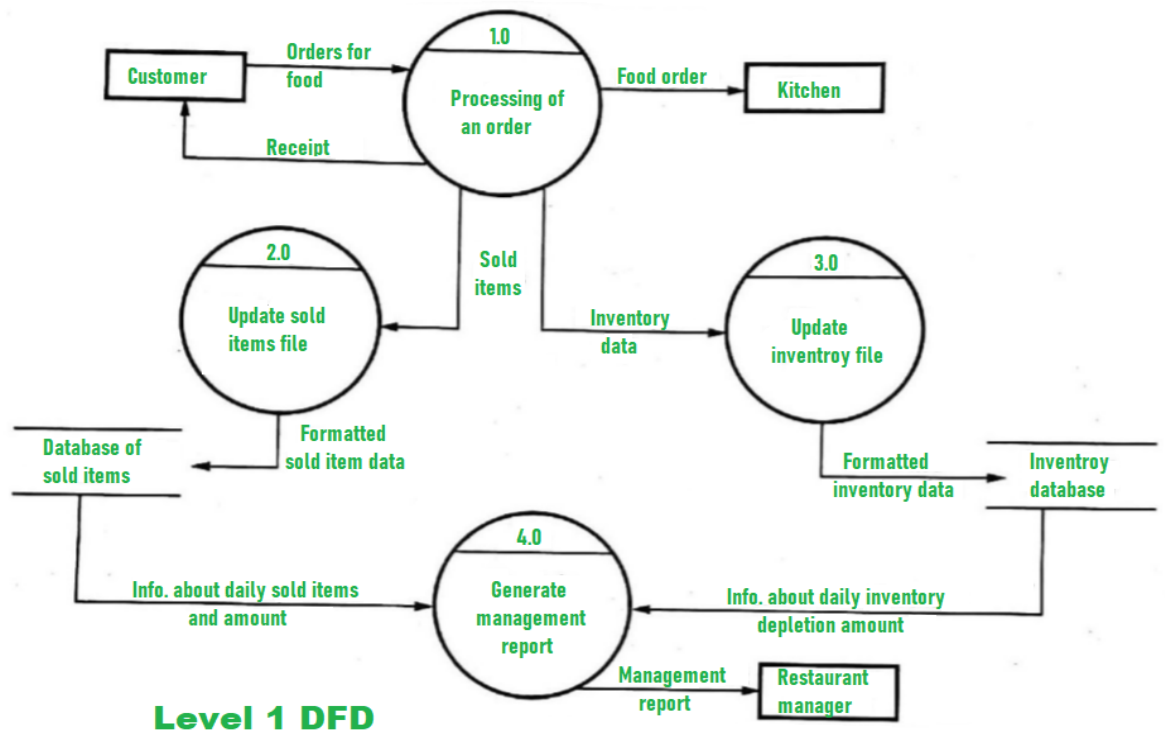 1.0
Orders for
food
Customer
Processing of
an order
Food order
Kitchen
Receipt
2.0
Sold
items
3.0
Update sold
items file
Inventory
data
Update
inventroy file
Database of
sold items
Formatted
sold item data
Formatted
inventory data
Inventroy
database
4.0
Info. about daily sold items
and amount
Generate
management
report
Info. about daily inventory
depletion amount
Management
report
Restaurant
manager
Level 1 DFD